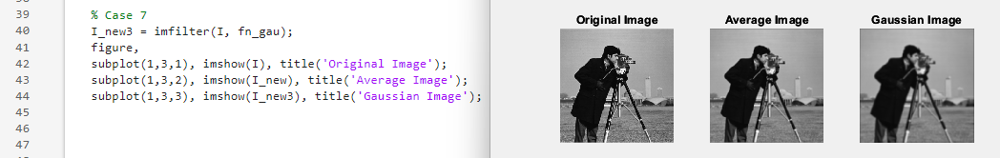 39 % Case 7
40 I_new3 = imfilter(I, fn_gau);
41 figure,
42 subplot(1,3,1), imshow(I), title('Original Image');
43 subplot(1,3,2), imshow(I_new), title('Average Image');
44 subplot(1,3,3), imshow(I_new3), title('Gaussian Image');
45
46
47
Original Image Average Image Gaussian Image